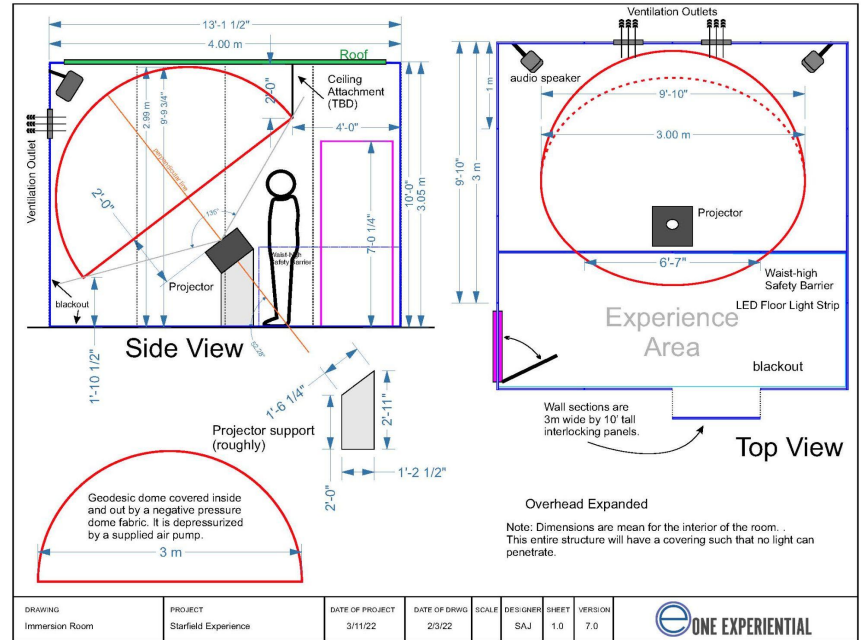 13'-1 1/2"
4.00 m
Roof
Ceiling
Attachment
(TBD)
2'-0"
4'-0"
2.99 m
9'-9 3/4"
perpendicular line
Ventilation Outlet
2'-0"
136°
10'-0"
3.05 m
7'-0 1/4"
Waist-high
Safety Barrier
Projector
blackout
52.28°
1'-10 1/2"
Side View
1'-6 1/4"
2'-11"
Projector support
(roughly)
2'-0"
1'-2 1/2"
Geodesic dome covered inside
and out by a negative pressure
dome fabric. It is depressurized
by a supplied air pump.
3 m
Ventilation Outlets
audio speaker
1 m
9'-10"
3.00 m
9'-10"
3 m
Projector
6'-7"
Waist-high
Safety Barrier
LED Floor Light Strip
Experience
Area
blackout
Wall sections are
3m wide by 10' tall
interlocking panels.
Top View
Overhead Expanded
Note: Dimensions are mean for the interior of the room. .
This entire structure will have a covering such that no light can
penetrate.
DRAWING
Immersion Room
PROJECT
Starfield Experience
DATE OF PROJECT
3/11/22
DATE OF DRWG
2/3/22
SCALE
DESIGNER
SAJ
SHEET
1.0
VERSION
7.0
e ONE EXPERIENTIAL